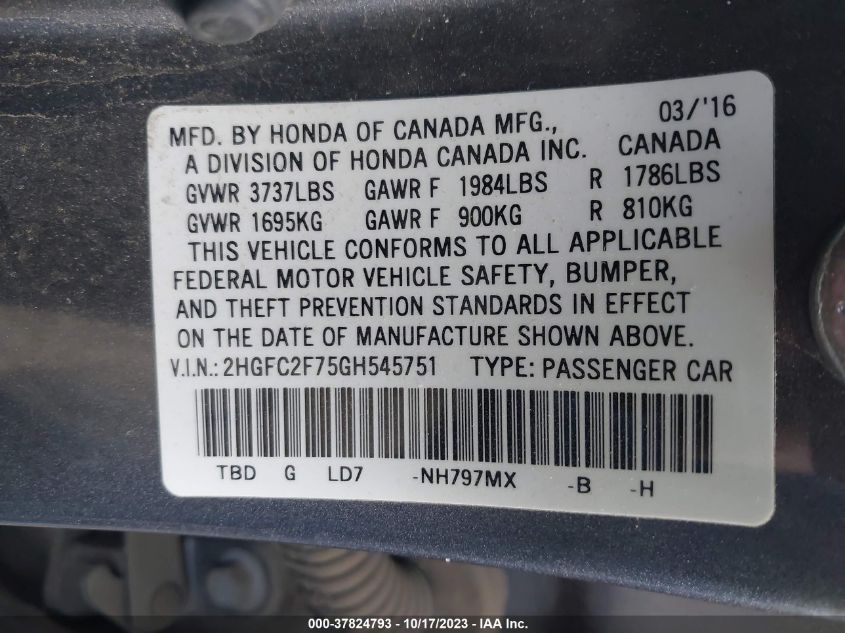 03/'16
MFD. BY HONDA OF CANADA MFG.,
A DIVISION OF HONDA CANADA INC. CANADA
GVWR 3737LBS GAWR F 1984LBS R 1786LBS
GVWR 1695KG GAWR F 900KG R 810KG
THIS VEHICLE CONFORMS TO ALL APPLICABLE
FEDERAL MOTOR VEHICLE SAFETY, BUMPER,
AND THEFT PREVENTION STANDARDS IN EFFECT
ON THE DATE OF MANUFACTURE SHOWN ABOVE.
V.I.N.: 2HGFC2F75GH545751 TYPE: PASSENGER CAR
TBD G LD7 -NH797MX -B -H
000-37824793 - 10/17/2023 - IAA Inc.